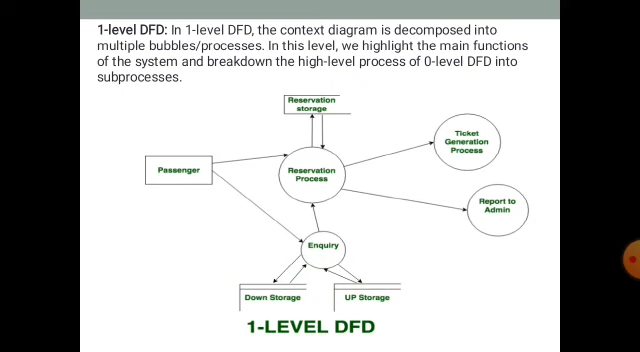 1-level DFD: In 1-level DFD, the context diagram is decomposed into
multiple bubbles/processes. In this level, we highlight the main functions
of the system and breakdown the high-level process of 0-level DFD into
subprocesses.
Reservation
storage
Ticket
Generation
Process
Passenger
Reservation
Process
Report to
Admin
Enquiry
Down Storage
UP Storage
1-LEVEL DFD